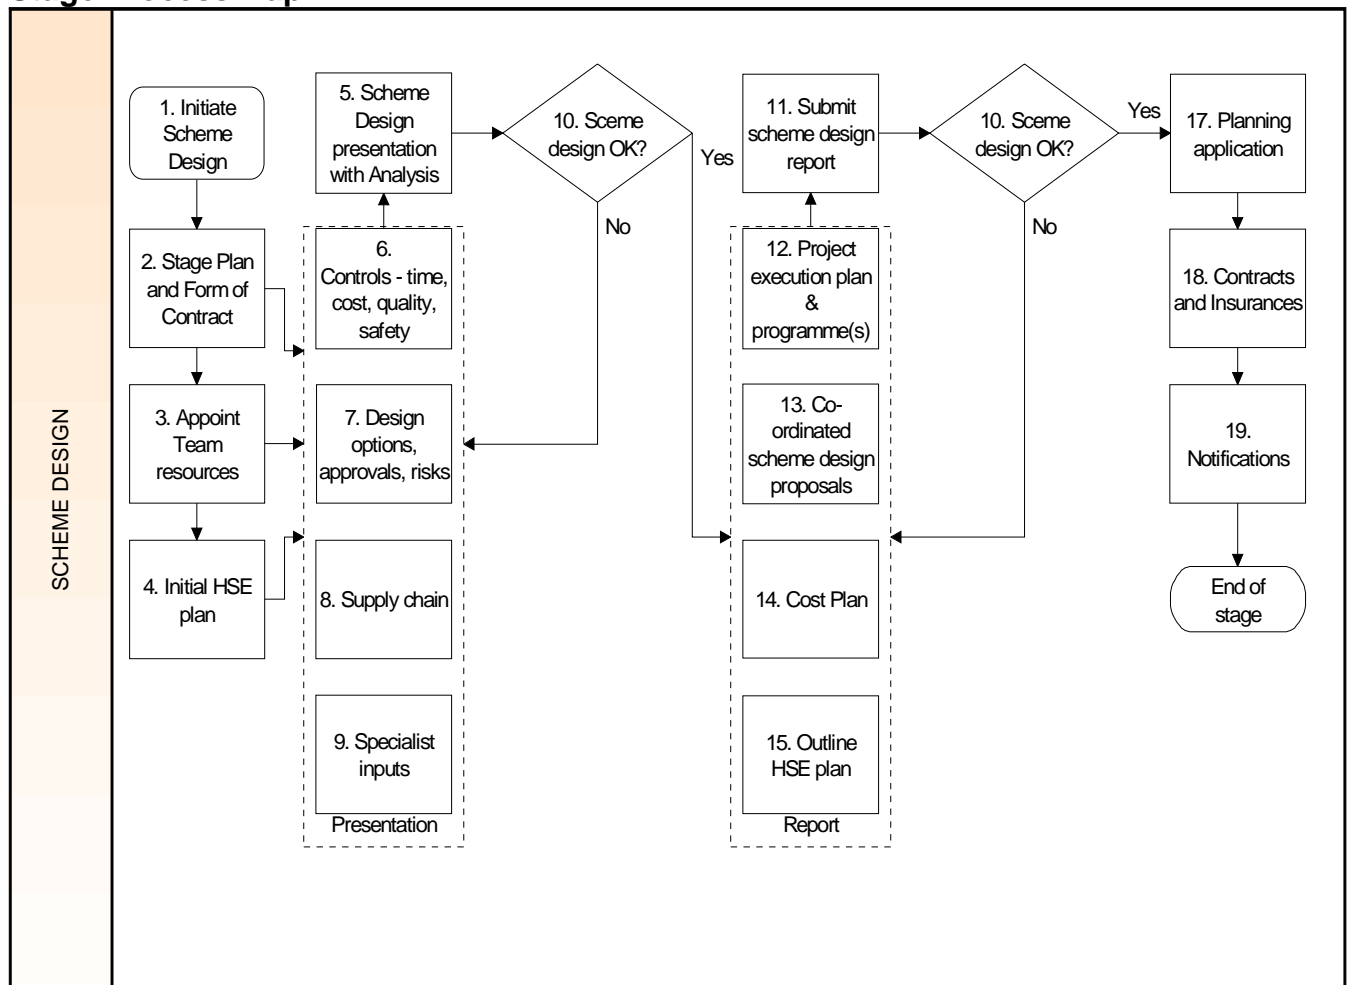 SCHEME DESIGN
1. Initiate
Scheme
Design
2. Stage Plan
and Form of
Contract
3. Appoint
Team
resources
4. Initial HSE
plan
5. Scheme
Design
presentation
with Analysis
6.
Controls - time,
cost, quality,
safety
7. Design
options,
approvals, risks
8. Supply chain
9. Specialist
inputs
Presentation
10. Sceme
design OK?
Yes
No
11. Submit
scheme design
report
12. Project
execution plan
&
programme(s)
13. Co-
ordinated
scheme design
proposals
14. Cost Plan
15. Outline
HSE plan
Report
10. Sceme
design OK?
Yes
No
17. Planning
application
18. Contracts
and Insurances
19.
Notifications
End of
stage